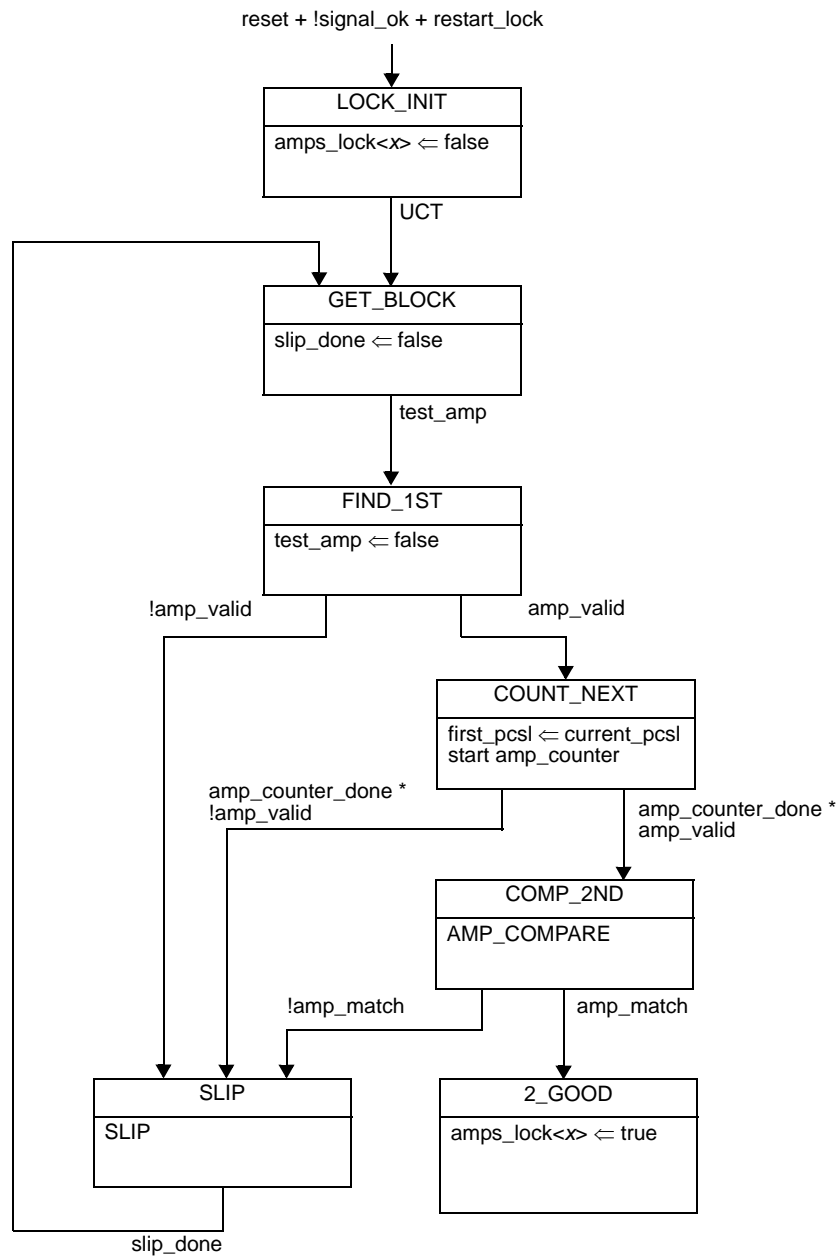 reset + !signal_ok + restart_lock
LOCK_INIT
amps_lock<x> ⇐ false
UCT
GET_BLOCK
slip_done ⇐ false
test_amp
FIND_1ST
test_amp ⇐ false
!amp_valid
amp_valid
COUNT_NEXT
first_pcsl ⇐ current_pcsl
start amp_counter
amp_counter_done *
!amp_valid
amp_counter_done *
amp_valid
COMP_2ND
AMP_COMPARE
!amp_match
amp_match
SLIP
SLIP
2_GOOD
amps_lock<x> ⇐ true
slip_done